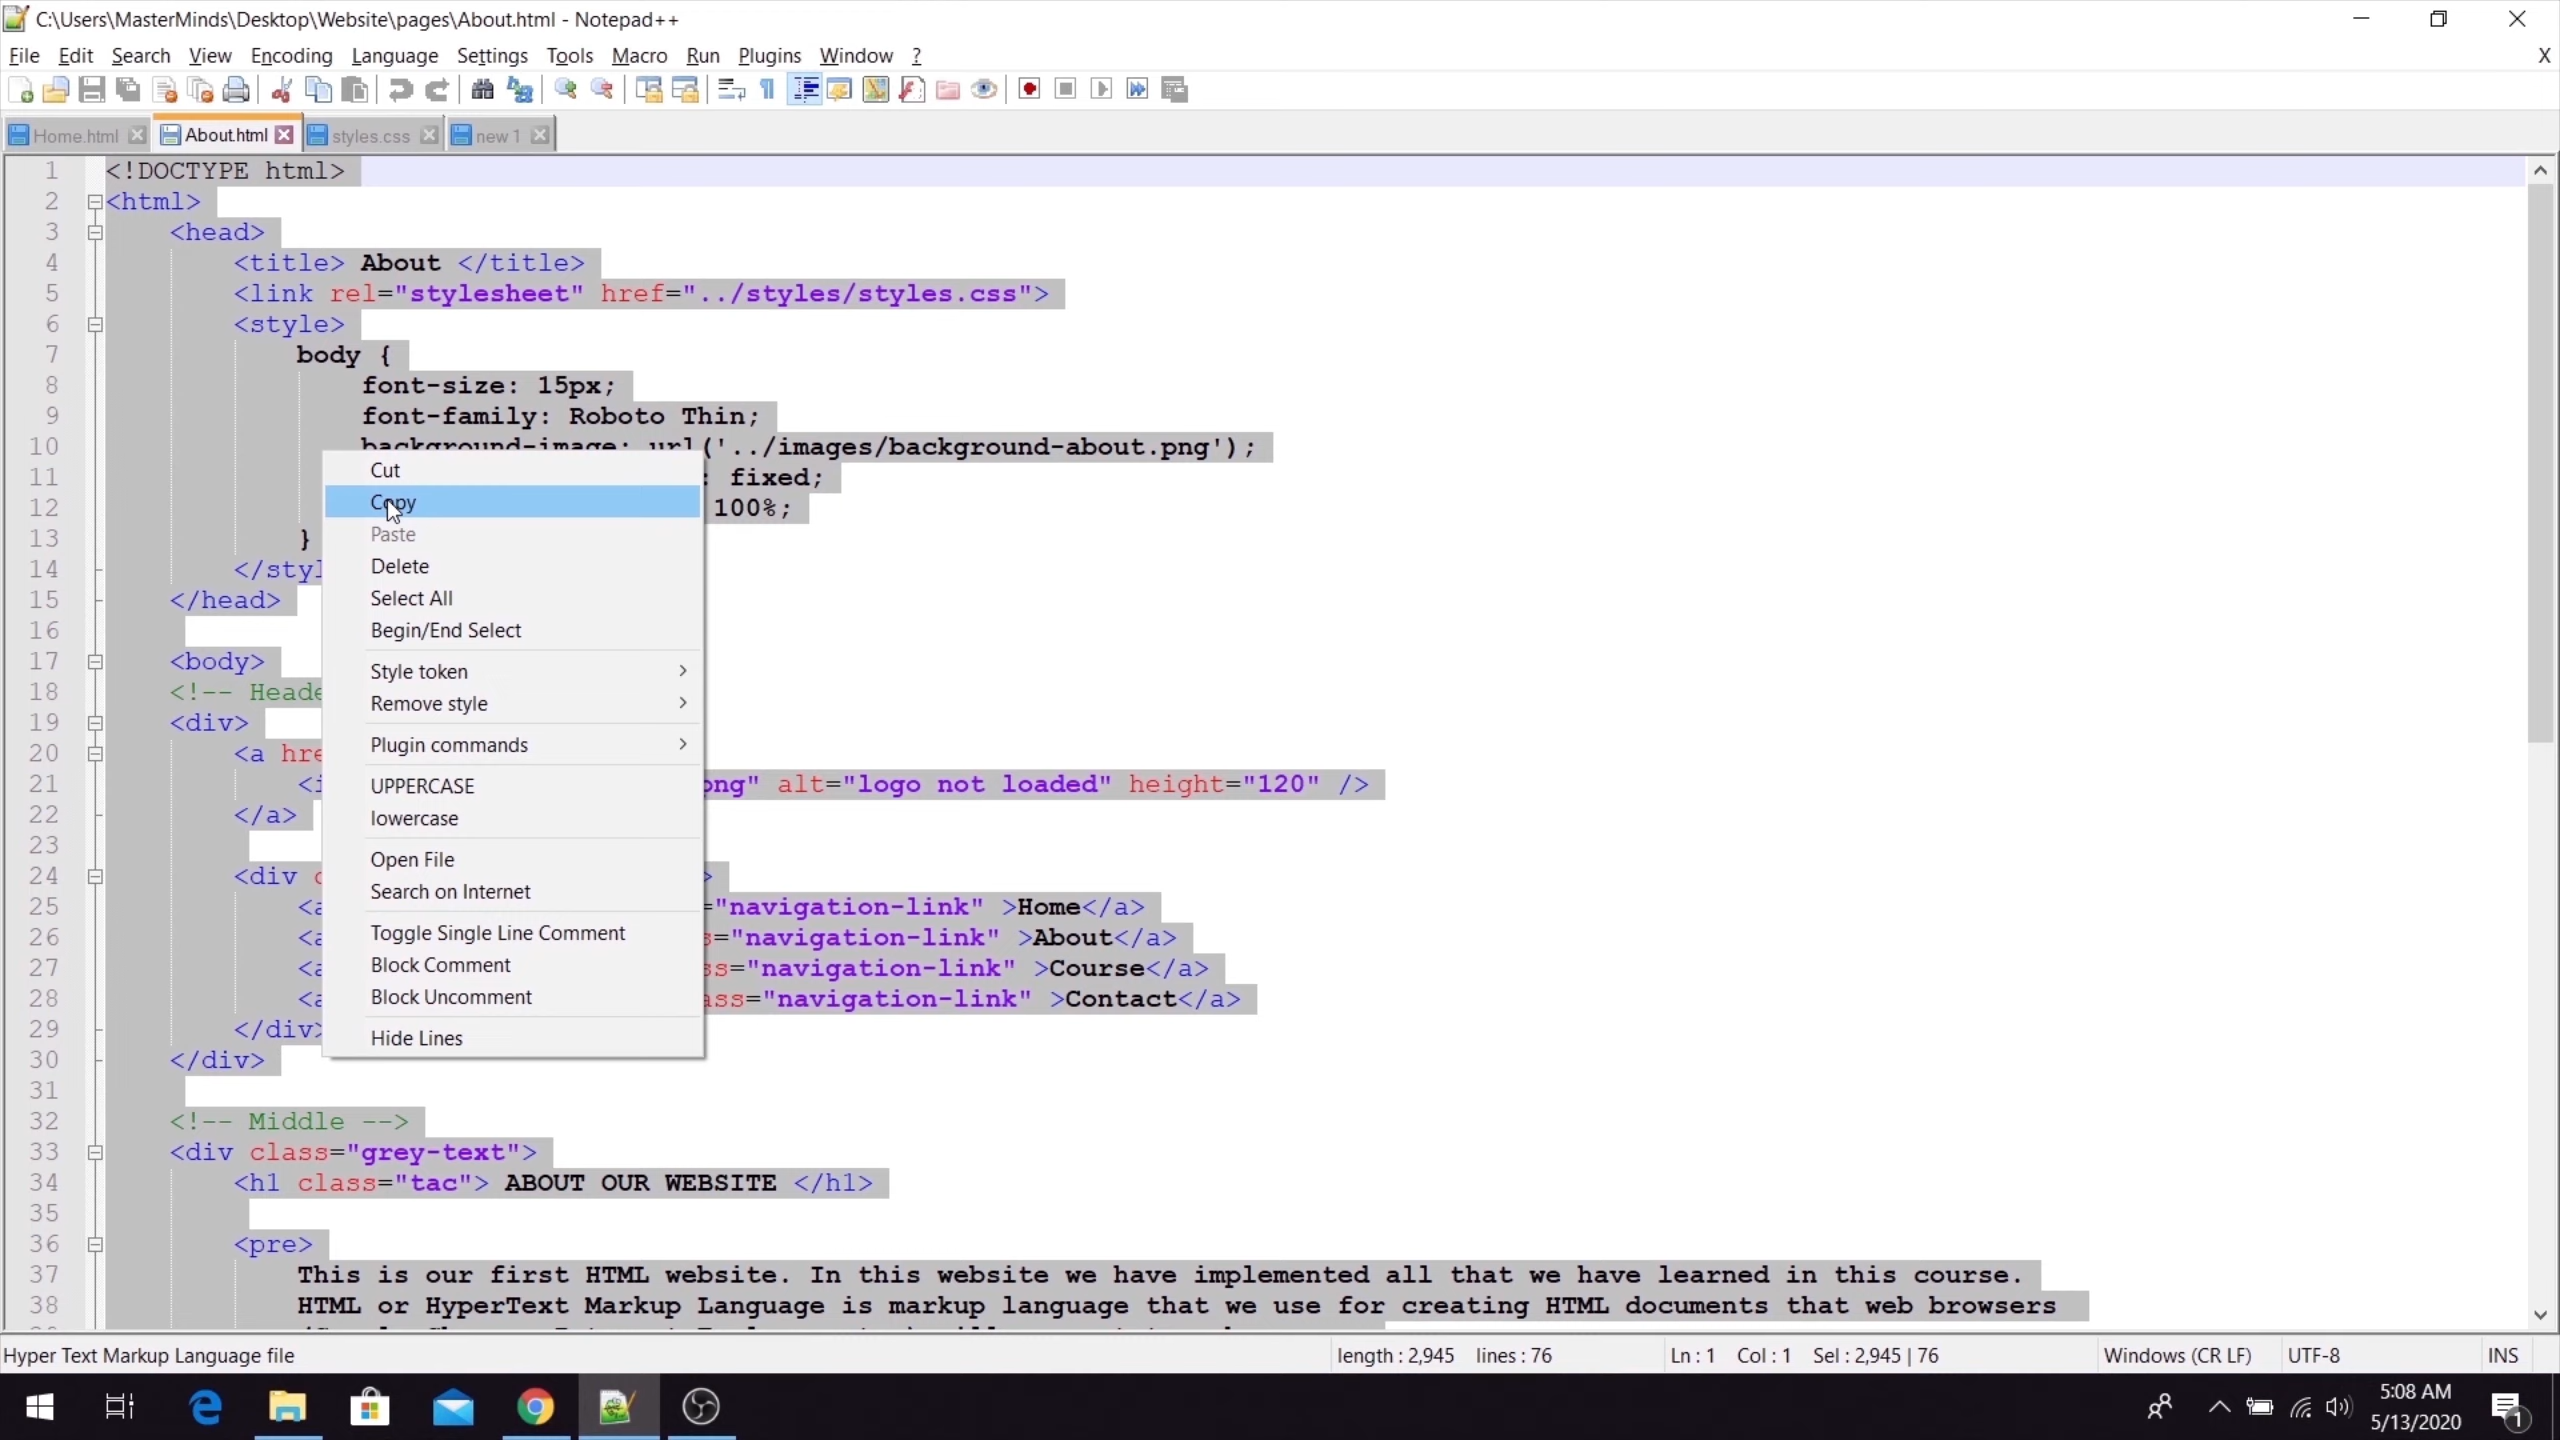 C:\Users\MasterMinds\Desktop\Website\pages\About.html - Notepad++
File Edit Search View Encoding Language Settings Tools Macro Run Plugins Window ? X
Home.html About.html styles.css new 1
1 <!DOCTYPE html>
2 <html>
3 <head>
4 <title> About </title>
5 <link rel="stylesheet" href="../styles/styles.css">
6 <style>
7 body {
8 font-size: 15px;
9 font-family: Roboto Thin;
10 background-image: url('../images/background-about.png');
11 : fixed;
12 100%;
13 }
14 </styl
15 </head>
16
17 <body>
18 <!-- Heade
19 <div>
20 <a hre
21 <i png" alt="logo not loaded" height="120" />
22 </a>
23
24 <div c >
25 <a ="navigation-link" >Home</a>
26 <a s="navigation-link" >About</a>
27 <a ss="navigation-link" >Course</a>
28 <a ass="navigation-link" >Contact</a>
29 </div>
30 </div>
31
32 <!-- Middle -->
33 <div class="grey-text">
34 <h1 class="tac"> ABOUT OUR WEBSITE </h1>
35
36 <pre>
37 This is our first HTML website. In this website we have implemented all that we have learned in this course.
38 HTML or HyperText Markup Language is markup language that we use for creating HTML documents that web browsers
Cut
Copy
Paste
Delete
Select All
Begin/End Select
Style token
Remove style
Plugin commands
UPPERCASE
lowercase
Open File
Search on Internet
Toggle Single Line Comment
Block Comment
Block Uncomment
Hide Lines
Hyper Text Markup Language file length : 2,945 lines : 76 Ln : 1 Col : 1 Sel : 2,945 | 76 Windows (CR LF) UTF-8 INS
5:08 AM
5/13/2020
1